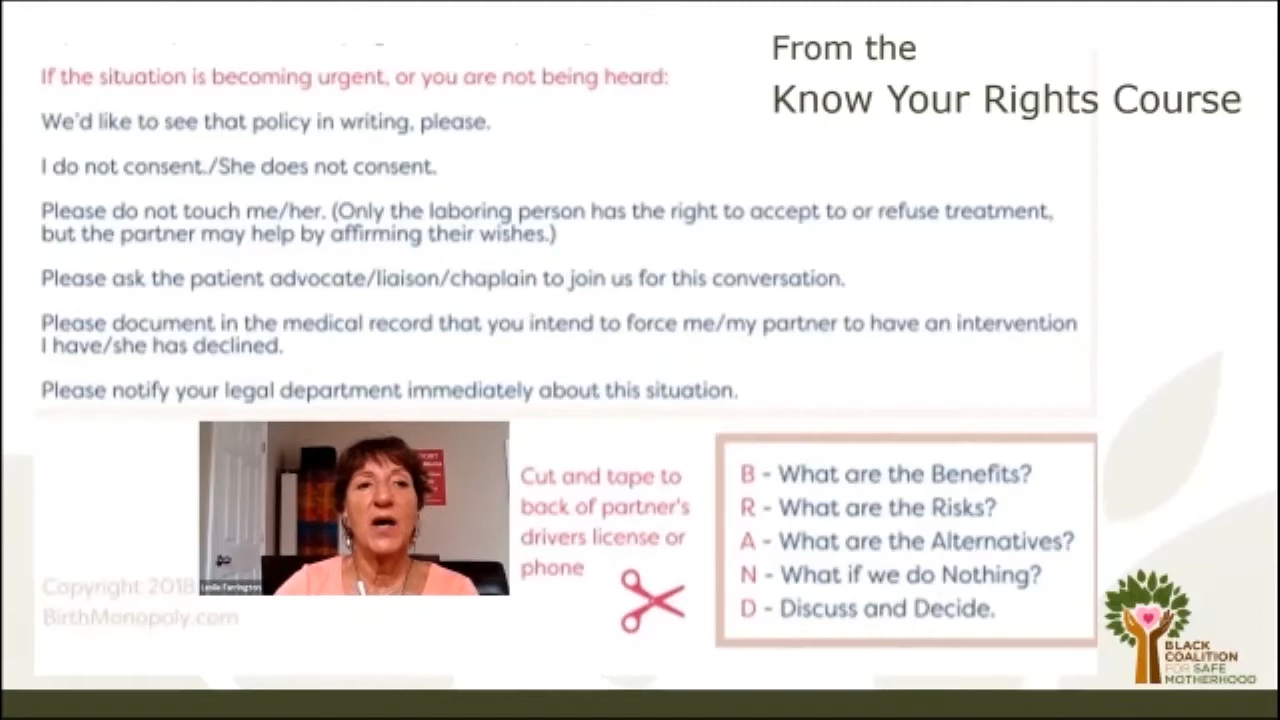 From the
Know Your Rights Course
If the situation is becoming urgent, or you are not being heard:
We'd like to see that policy in writing, please.
I do not consent./She does not consent.
Please do not touch me/her. (Only the laboring person has the right to accept to or refuse treatment,
but the partner may help by affirming their wishes.)
Please ask the patient advocate/liaison/chaplain to join us for this conversation.
Please document in the medical record that you intend to force me/my partner to have an intervention
I have/she has declined.
Please notify your legal department immediately about this situation.
Cut and tape to
back of partner's
drivers license or
phone
B - What are the Benefits?
R - What are the Risks?
A - What are the Alternatives?
N - What if we do Nothing?
D - Discuss and Decide.
Copyright 2018
BirthMonopoly.com
Leslie Farrington
BLACK
COALITION
FOR SAFE
MOTHERHOOD